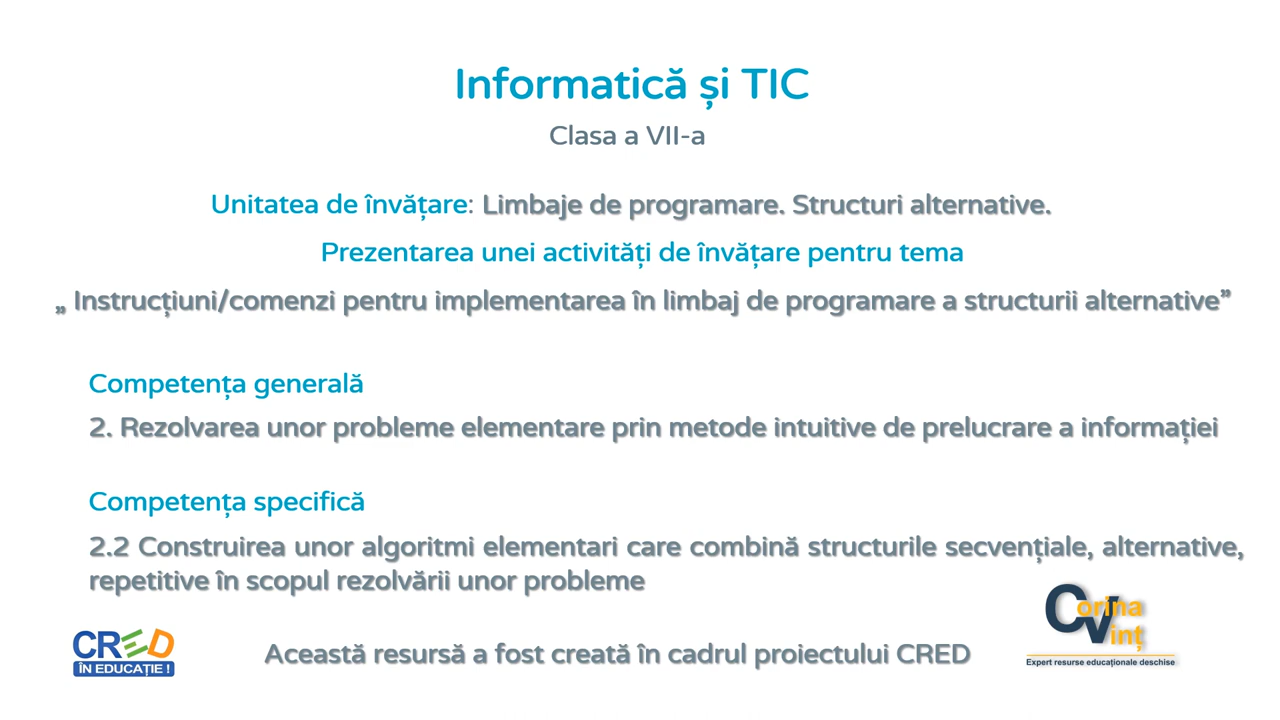 Informatică și TIC
Clasa a VII-a
Unitatea de învățare: Limbaje de programare. Structuri alternative.
Prezentarea unei activități de învățare pentru tema
„ Instrucțiuni/comenzi pentru implementarea în limbaj de programare a structurii alternative”
Competența generală
2. Rezolvarea unor probleme elementare prin metode intuitive de prelucrare a informației
Competența specifică
2.2 Construirea unor algoritmi elementari care combină structurile secvențiale, alternative,
repetitive în scopul rezolvării unor probleme
CRED
ÎN EDUCAȚIE !
Această resursă a fost creată în cadrul proiectului CRED
Corina
Vinț
Expert resurse educaționale deschise